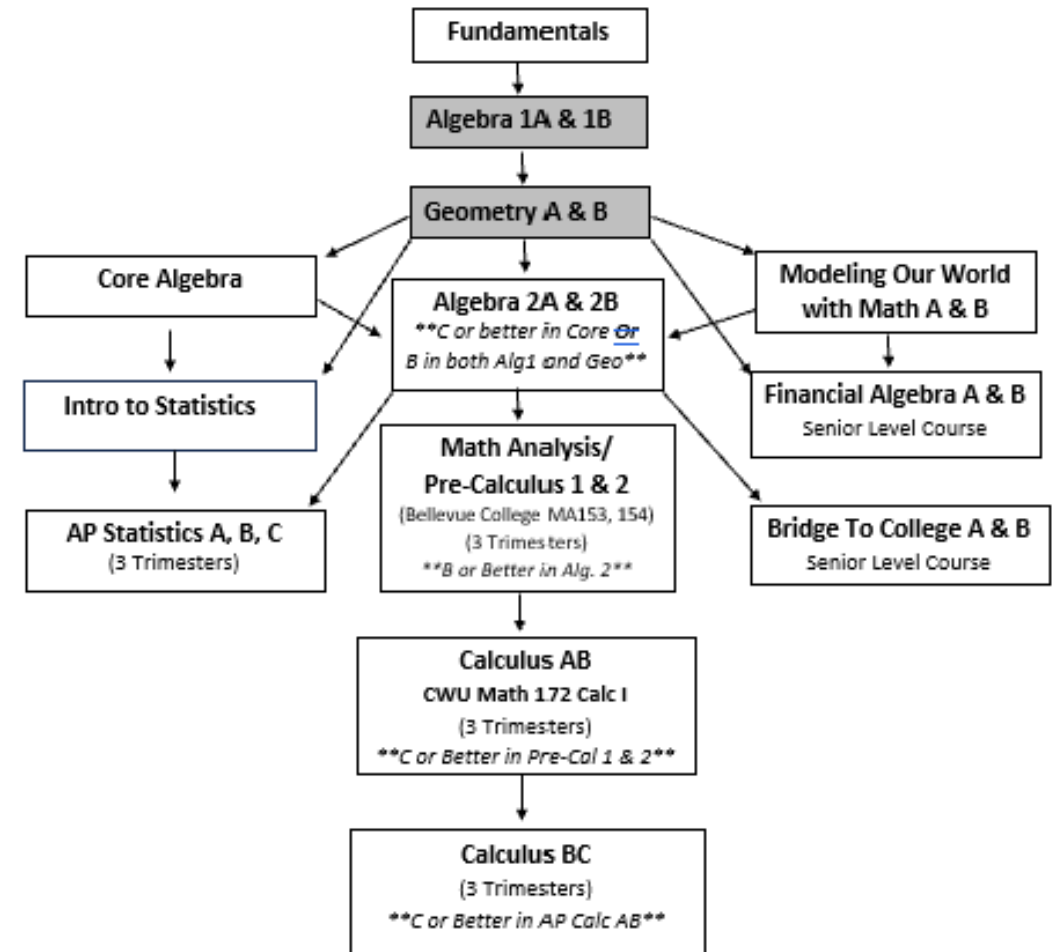 Fundamentals
Algebra 1A & 1B
Geometry A & B
Core Algebra
Algebra 2A & 2B
**C or better in Core Or
B in both Alg1 and Geo**
Modeling Our World
with Math A & B
Intro to Statistics
Financial Algebra A & B
Senior Level Course
Math Analysis/
Pre-Calculus 1 & 2
(Bellevue College MA153, 154)
(3 Trimesters)
**B or Better in Alg. 2**
AP Statistics A, B, C
(3 Trimesters)
Bridge To College A & B
Senior Level Course
Calculus AB
CWU Math 172 Calc I
(3 Trimesters)
**C or Better in Pre-Cal 1 & 2**
Calculus BC
(3 Trimesters)
**C or Better in AP Calc AB**